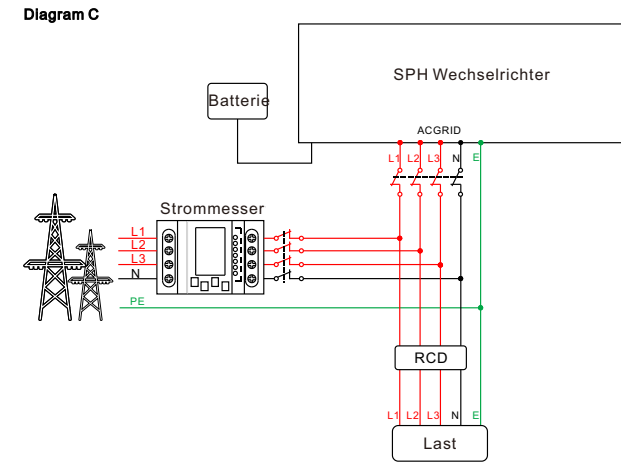 Diagram C
SPH Wechselrichter
Batterie
ACGRID
L1 L2 L3 N E
Strommesser
L1
L2
L3
N
PE
RCD
L1 L2 L3 N E
Last